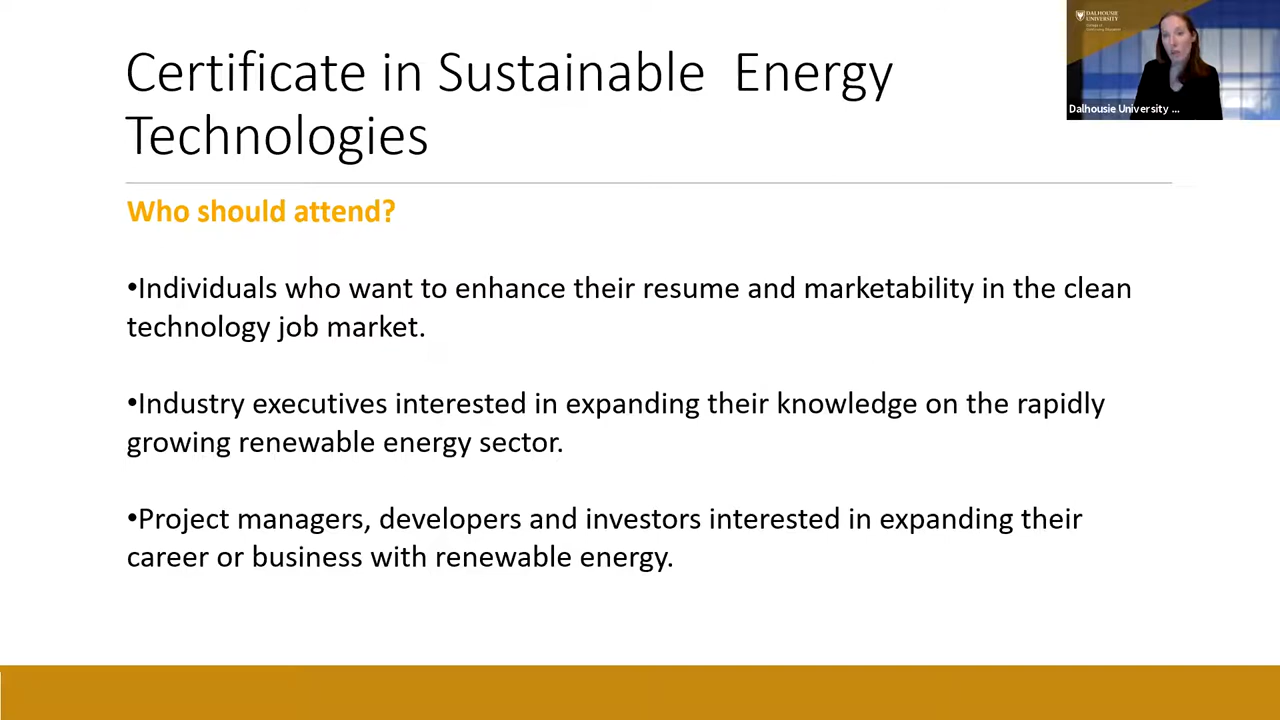 Certificate in Sustainable  Energy
Technologies
Who should attend?
•Individuals who want to enhance their resume and marketability in the clean
technology job market.
•Industry executives interested in expanding their knowledge on the rapidly
growing renewable energy sector.
•Project managers, developers and investors interested in expanding their
career or business with renewable energy.
DALHOUSIE
UNIVERSITY
Dalhousie University ...